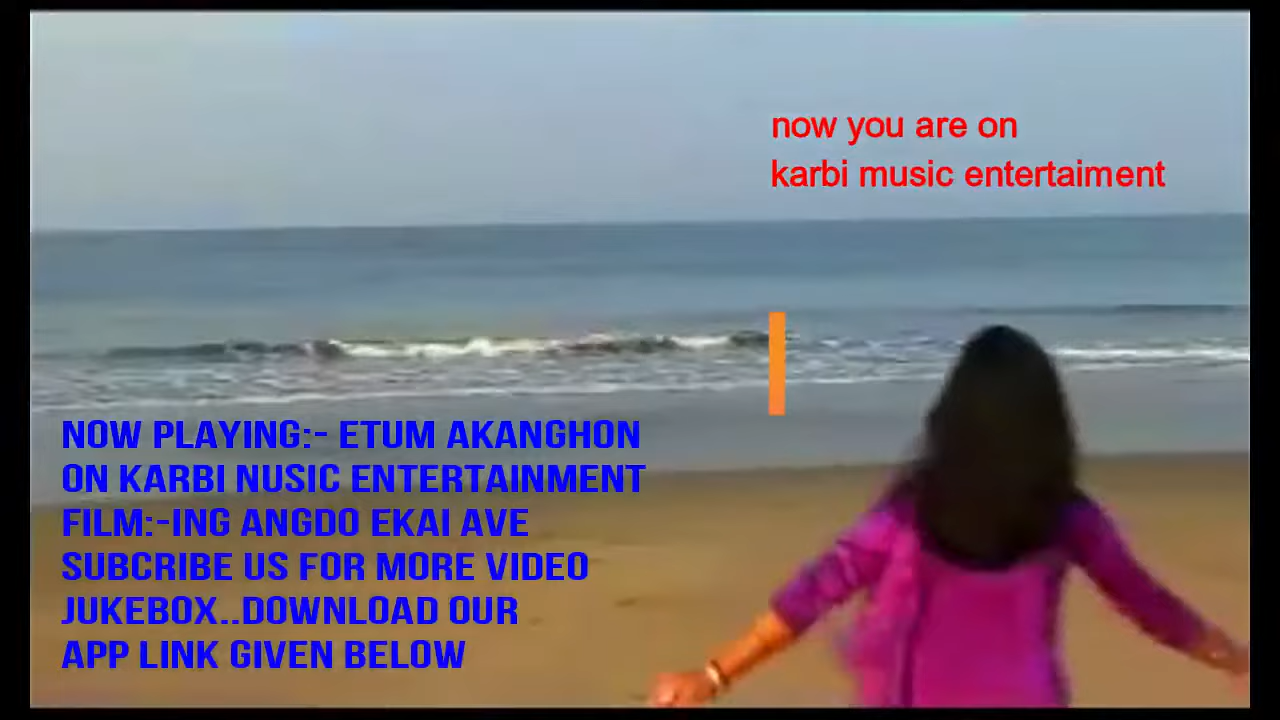 now you are on
karbi music entertaiment
NOW PLAYING:- ETUM AKANGHON
ON KARBI NUSIC ENTERTAINMENT
FILM:-ING ANGDO EKAI AVE
SUBCRIBE US FOR MORE VIDEO
JUKEBOX..DOWNLOAD OUR
APP LINK GIVEN BELOW